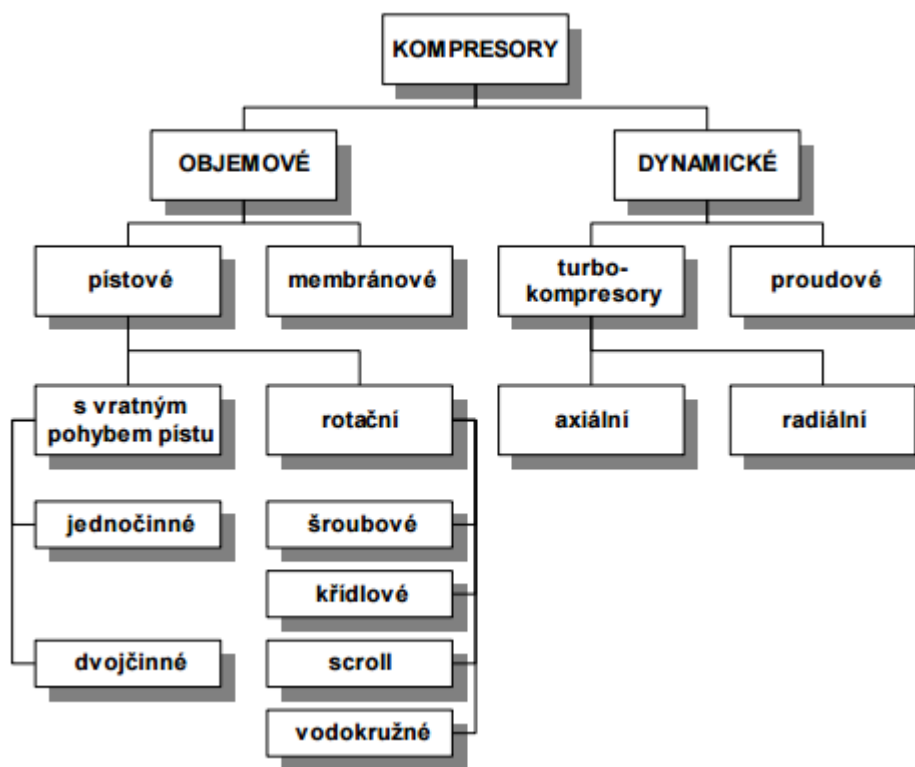 KOMPRESORY
OBJEMOVÉ
DYNAMICKÉ
pístové
membránové
turbo-
kompresory
proudové
s vratným
pohybem pístu
rotační
axiální
radiální
jednočinné
šroubové
křídlové
dvojčinné
scroll
vodokružné